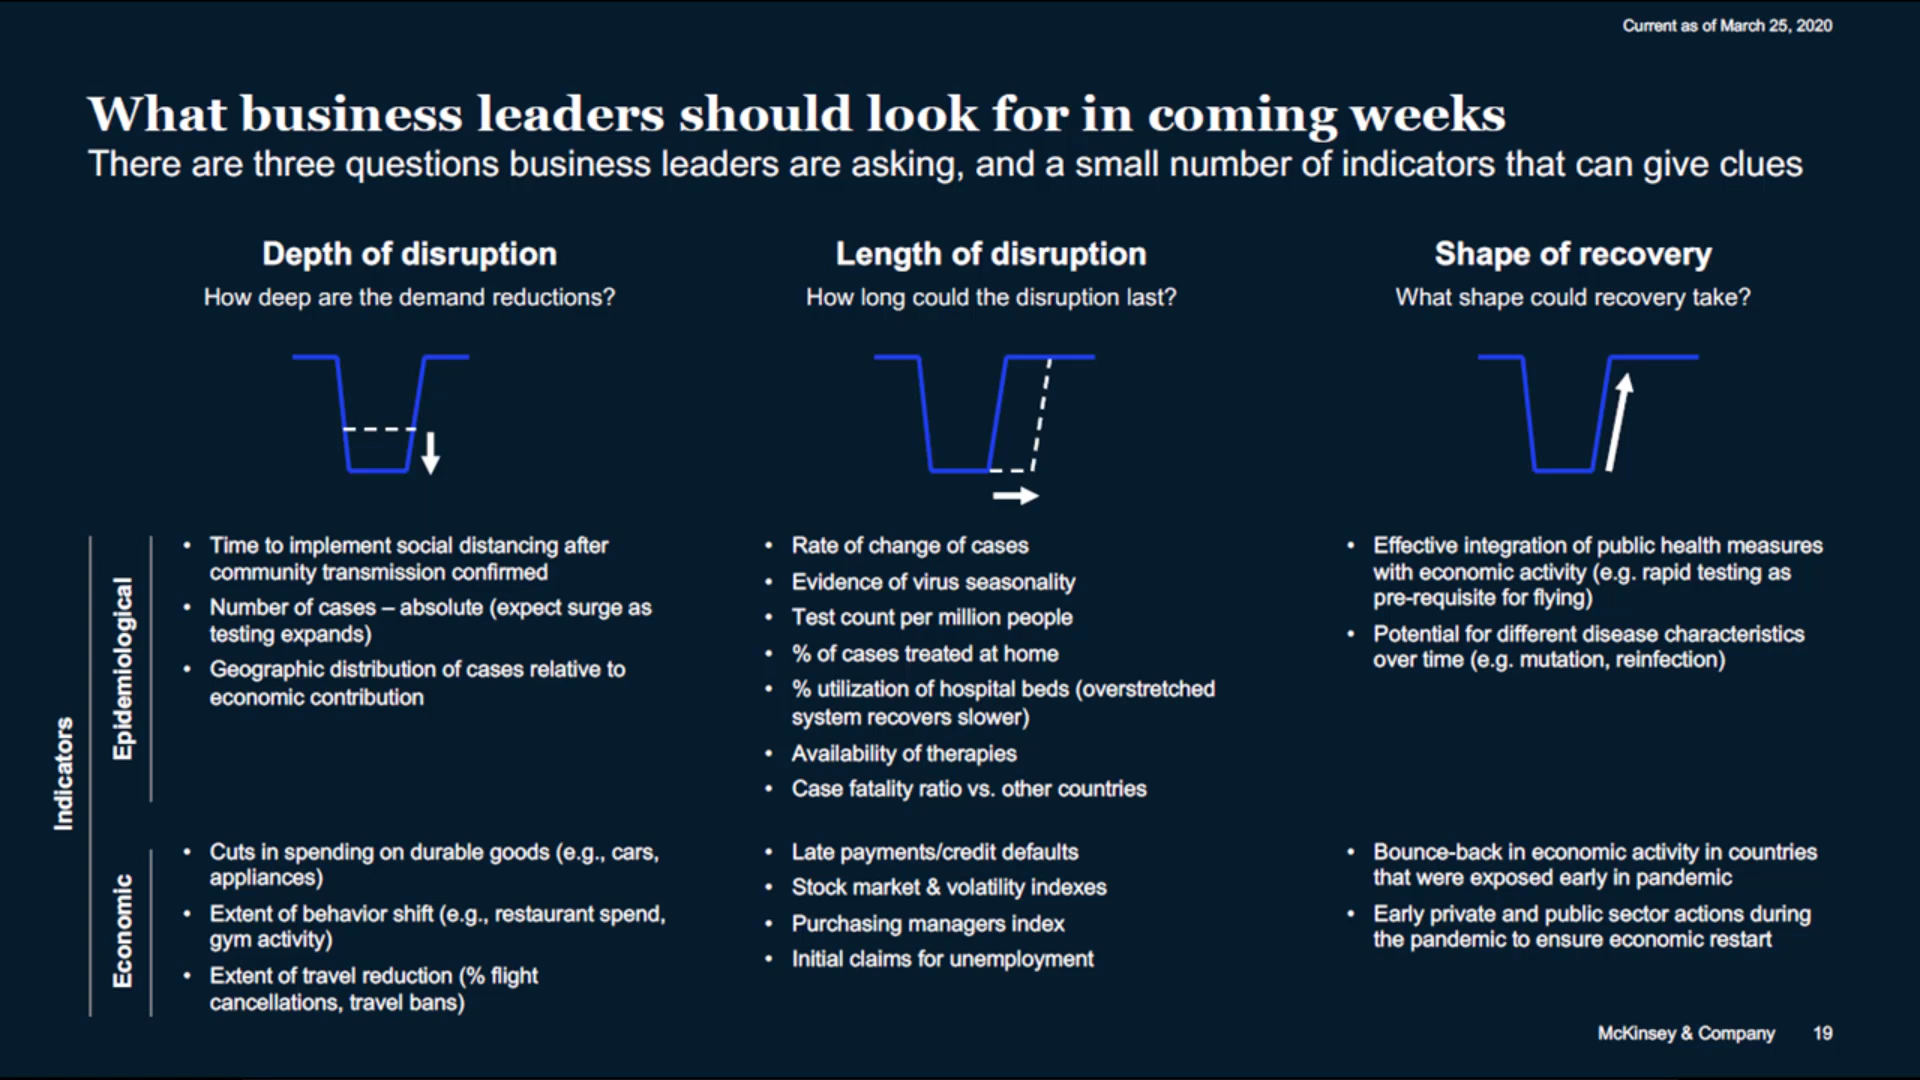 Current as of March 25, 2020
What business leaders should look for in coming weeks
There are three questions business leaders are asking, and a small number of indicators that can give clues
Depth of disruption
How deep are the demand reductions?
Length of disruption
How long could the disruption last?
Shape of recovery
What shape could recovery take?
Indicators
Epidemiological
• Time to implement social distancing after
community transmission confirmed
• Number of cases – absolute (expect surge as
testing expands)
• Geographic distribution of cases relative to
economic contribution
• Rate of change of cases
• Evidence of virus seasonality
• Test count per million people
• % of cases treated at home
• % utilization of hospital beds (overstretched
system recovers slower)
• Availability of therapies
• Case fatality ratio vs. other countries
• Effective integration of public health measures
with economic activity (e.g. rapid testing as
pre-requisite for flying)
• Potential for different disease characteristics
over time (e.g. mutation, reinfection)
Economic
• Cuts in spending on durable goods (e.g., cars,
appliances)
• Extent of behavior shift (e.g., restaurant spend,
gym activity)
• Extent of travel reduction (% flight
cancellations, travel bans)
• Late payments/credit defaults
• Stock market & volatility indexes
• Purchasing managers index
• Initial claims for unemployment
• Bounce-back in economic activity in countries
that were exposed early in pandemic
• Early private and public sector actions during
the pandemic to ensure economic restart
McKinsey & Company 19